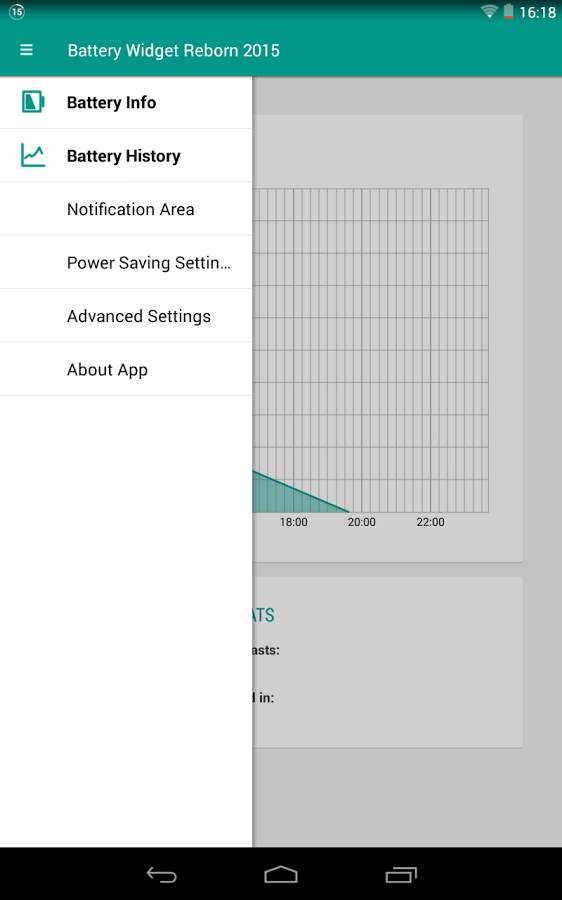 15
16:18
Battery Widget Reborn 2015
Battery Info
Battery History
Notification Area
Power Saving Settin...
Advanced Settings
About App
18:00 20:00 22:00
ATS
asts:
d in: